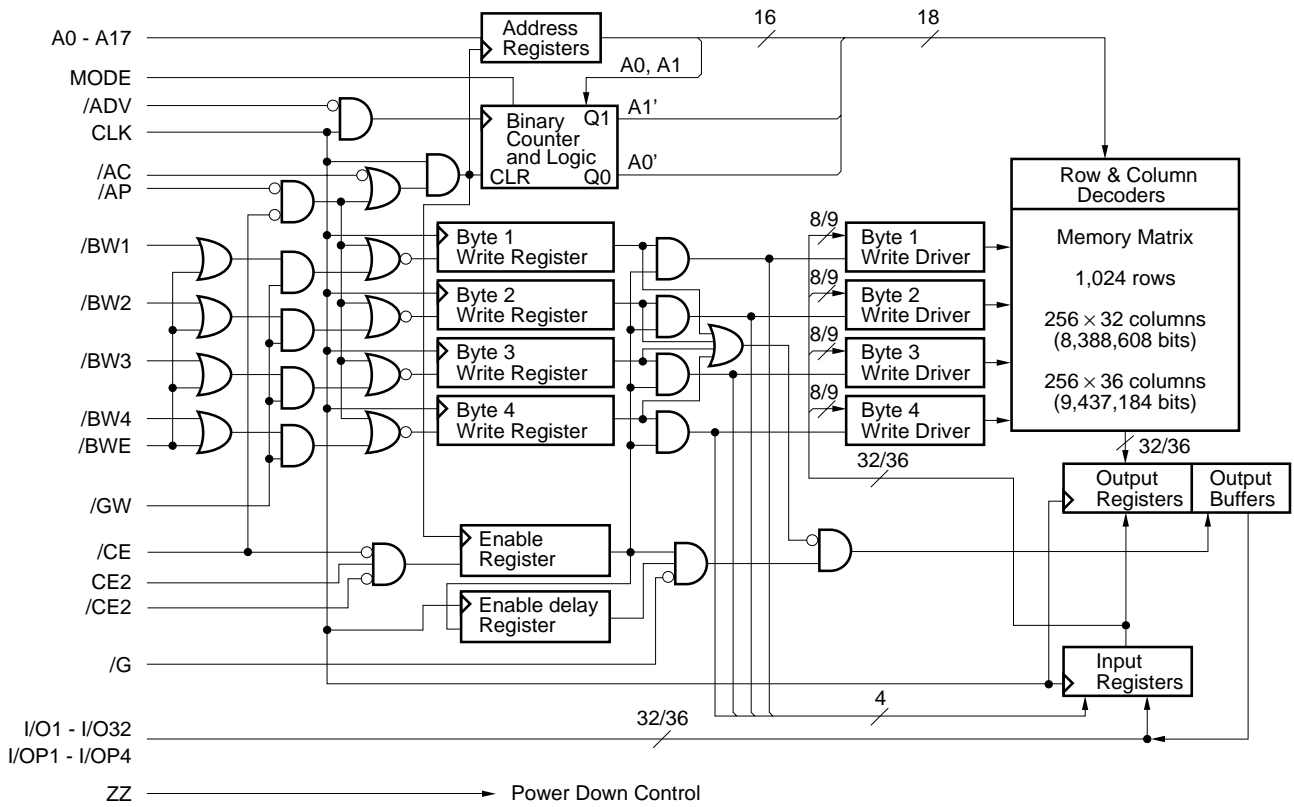 A0 - A17
MODE
/ADV
CLK
/AC
/AP
/BW1
/BW2
/BW3
/BW4
/BWE
/GW
/CE
CE2
/CE2
/G
I/O1 - I/O32
I/OP1 - I/OP4
ZZ
Address
Registers
16
18
A0, A1
Binary
Counter
and Logic
CLR
Q1
Q0
A1’
A0’
Byte 1
Write Register
Byte 2
Write Register
Byte 3
Write Register
Byte 4
Write Register
8/9
8/9
8/9
8/9
Byte 1
Write Driver
Byte 2
Write Driver
Byte 3
Write Driver
Byte 4
Write Driver
Row & Column
Decoders
Memory Matrix
1,024 rows
256 × 32 columns
(8,388,608 bits)
256 × 36 columns
(9,437,184 bits)
32/36
32/36
Output
Registers
Output
Buffers
Enable
Register
Enable delay
Register
Input
Registers
4
32/36
Power Down Control